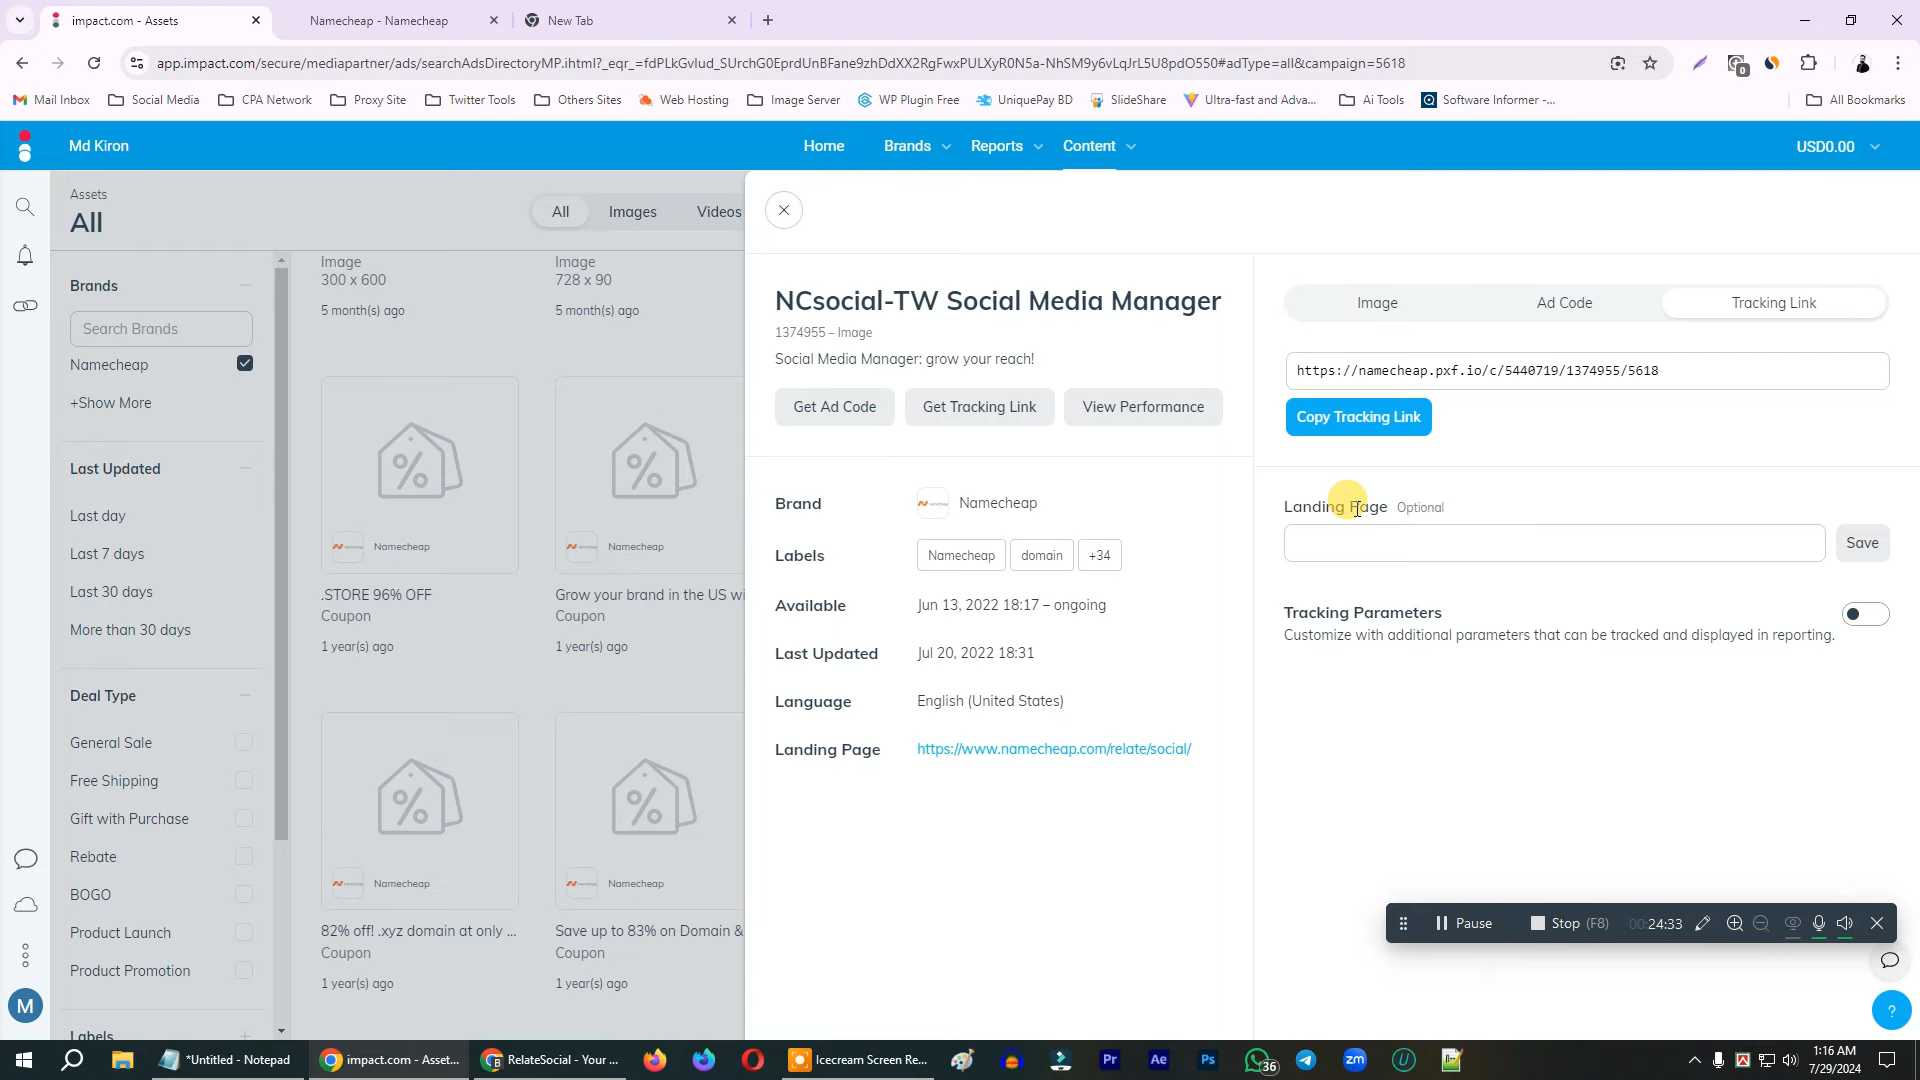 impact.com - Assets
Namecheap - Namecheap
New Tab
app.impact.com/secure/mediapartner/ads/searchAdsDirectoryMP.ihtml?_eqr_=fdPLkGvlud_SUrchG0EprdUnBFane9zhDdXX2RgFwxPULXyR0N5a-NhSM9y6vLqJrL5U8pdO550#adType=all&campaign=5618
Mail Inbox
Social Media
CPA Network
Proxy Site
Twitter Tools
Others Sites
Web Hosting
Image Server
WP Plugin Free
UniquePay BD
SlideShare
Ultra-fast and Adva...
Ai Tools
Software Informer -...
All Bookmarks
Md Kiron
Home
Brands
Reports
Content
USD0.00
Assets
All
All
Images
Videos
Brands
Search Brands
Namecheap
+Show More
Last Updated
Last day
Last 7 days
Last 30 days
More than 30 days
Deal Type
General Sale
Free Shipping
Gift with Purchase
Rebate
BOGO
Product Launch
Product Promotion
Labels
M
Image
300 x 600
5 month(s) ago
Image
728 x 90
5 month(s) ago
Namecheap
.STORE 96% OFF
Coupon
1 year(s) ago
Namecheap
Grow your brand in the US wi
Coupon
1 year(s) ago
Namecheap
82% off! .xyz domain at only ...
Coupon
1 year(s) ago
Namecheap
Save up to 83% on Domain &
Coupon
1 year(s) ago
NCsocial-TW Social Media Manager
1374955 – Image
Social Media Manager: grow your reach!
Get Ad Code
Get Tracking Link
View Performance
Brand
Namecheap
Labels
Namecheap
domain
+34
Available
Jun 13, 2022 18:17 – ongoing
Last Updated
Jul 20, 2022 18:31
Language
English (United States)
Landing Page
https://www.namecheap.com/relate/social/
Image
Ad Code
Tracking Link
https://namecheap.pxf.io/c/5440719/1374955/5618
Copy Tracking Link
Landing Page Optional
Save
Tracking Parameters
Customize with additional parameters that can be tracked and displayed in reporting.
Pause
Stop (F8)
00:24:33
?
*Untitled - Notepad
impact.com - Asset...
RelateSocial - Your ...
Icecream Screen Re...
Pr
Ae
Ps
36
zm
1:16 AM
7/29/2024